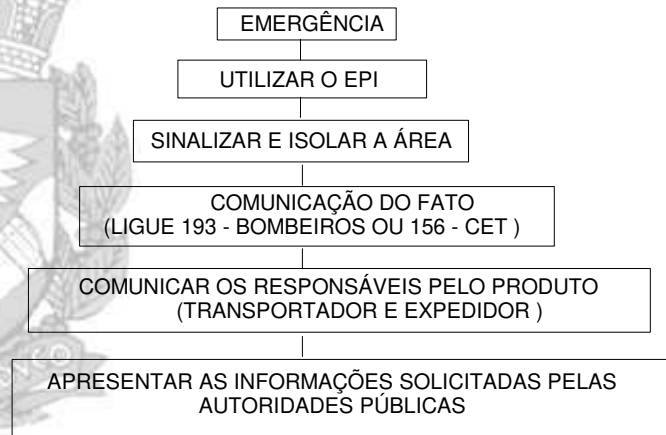 EMERGÊNCIA
UTILIZAR O EPI
SINALIZAR E ISOLAR A ÁREA
COMUNICAÇÃO DO FATO
(LIGUE 193 - BOMBEIROS OU 156 - CET )
COMUNICAR OS RESPONSÁVEIS PELO PRODUTO
(TRANSPORTADOR E EXPEDIDOR )
APRESENTAR AS INFORMAÇÕES SOLICITADAS PELAS
AUTORIDADES PÚBLICAS